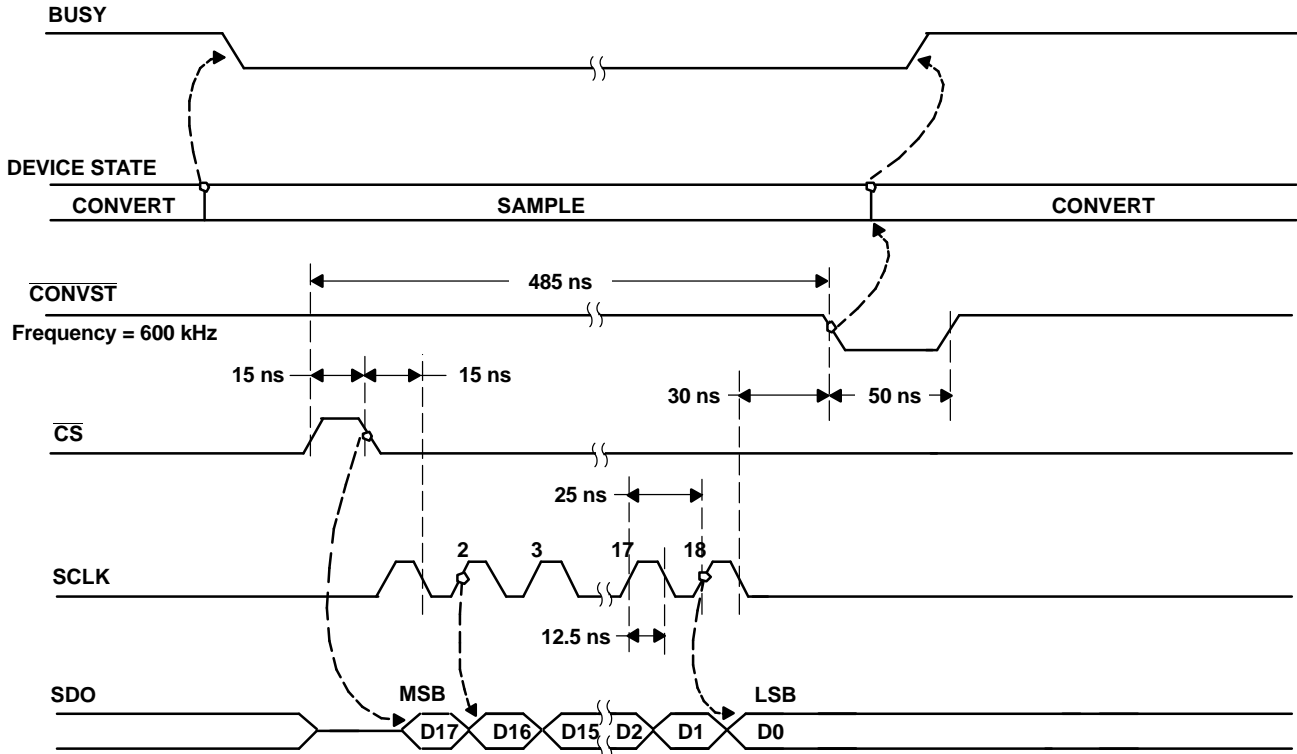 BUSY
DEVICE STATE
CONVERT SAMPLE CONVERT
485 ns
CONVST
Frequency = 600 kHz
15 ns 15 ns
30 ns 50 ns
CS
25 ns
2 3 17 18
SCLK
12.5 ns
SDO MSB LSB
D17 D16 D15 D2 D1 D0